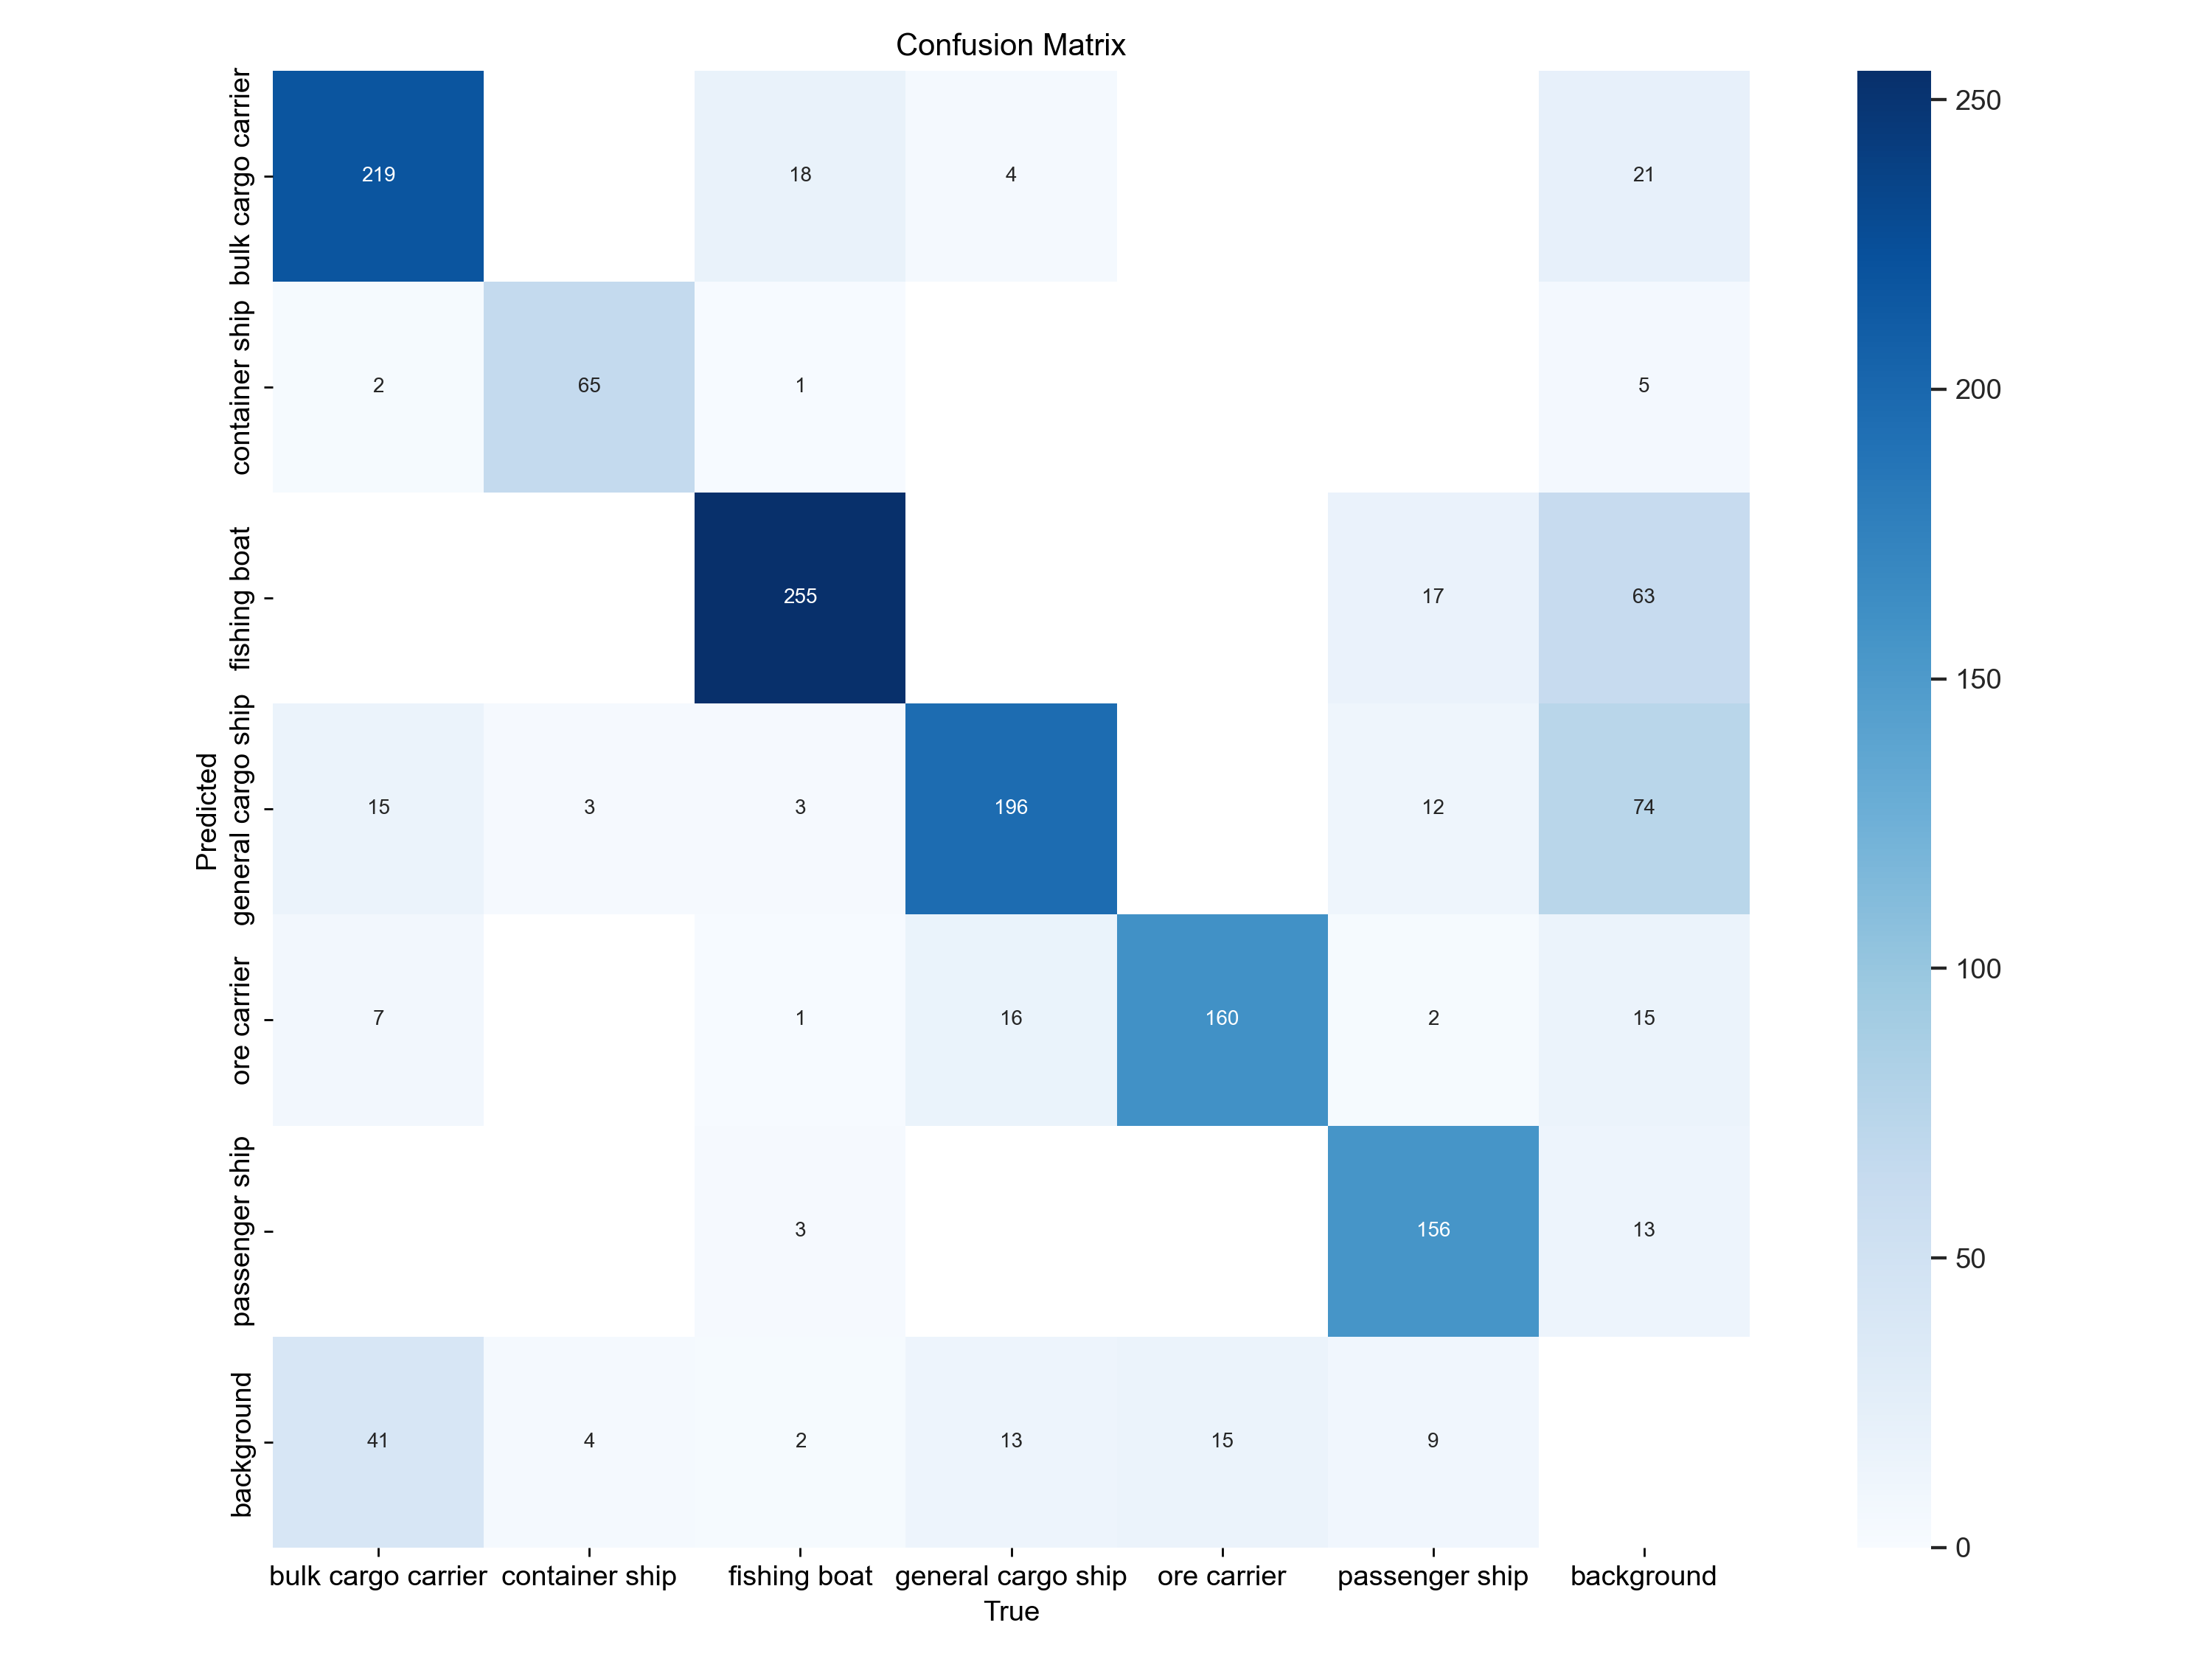 Confusion Matrix
bulk cargo carrier
219 18 4 21
container ship
2 65 1 5
fishing boat
255 17 63
general cargo ship
15 3 3 196 12 74
ore carrier
7 1 16 160 2 15
passenger ship
3 156 13
background
41 4 2 13 15 9
Predicted
bulk cargo carrier container ship fishing boat general cargo ship ore carrier passenger ship background
True
250
200
150
100
50
0